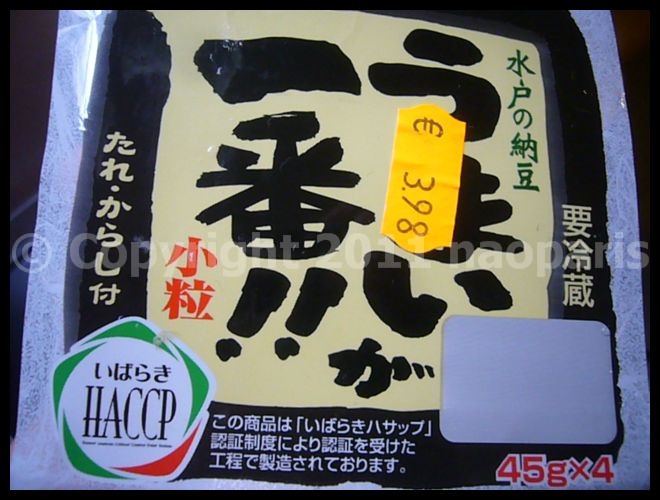 水戸の納豆
うまいが
一番!!
小粒
たれ・からし付
要冷蔵
€ 3.98
いばらき
HACCP
この商品は「いばらきハサップ」
認証制度により認証を受けた
工程で製造されております。
45g×4
© Copyright 2011 naoparis